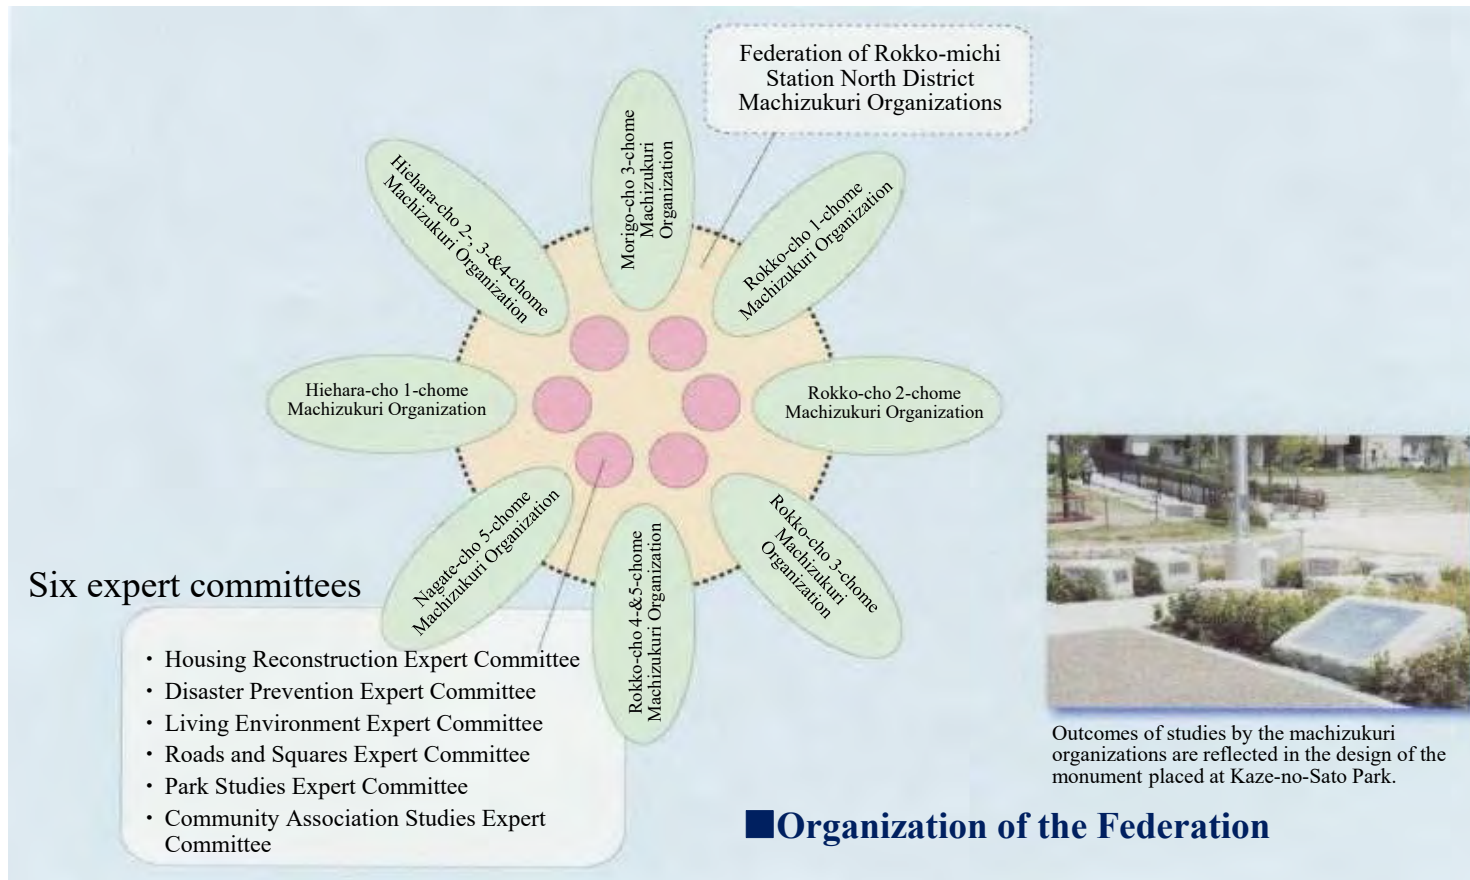 Federation of Rokko-michi
Station North District
Machizukuri Organizations
Morigo-cho 3-chome
Machizukuri
Organization
Hiehara-cho 2-, 3-&4-chome
Machizukuri Organization
Rokko-cho 1-chome
Machizukuri Organization
Hiehara-cho 1-chome
Machizukuri Organization
Rokko-cho 2-chome
Machizukuri Organization
Nagate-cho 5-chome
Machizukuri Organization
Rokko-cho 4-&5-chome
Machizukuri Organization
Rokko-cho 3-chome
Machizukuri
Organization
Six expert committees
・ Housing Reconstruction Expert Committee
・ Disaster Prevention Expert Committee
・ Living Environment Expert Committee
・ Roads and Squares Expert Committee
・ Park Studies Expert Committee
・ Community Association Studies Expert
Committee
Outcomes of studies by the machizukuri
organizations are reflected in the design of the
monument placed at Kaze-no-Sato Park.
■Organization of the Federation